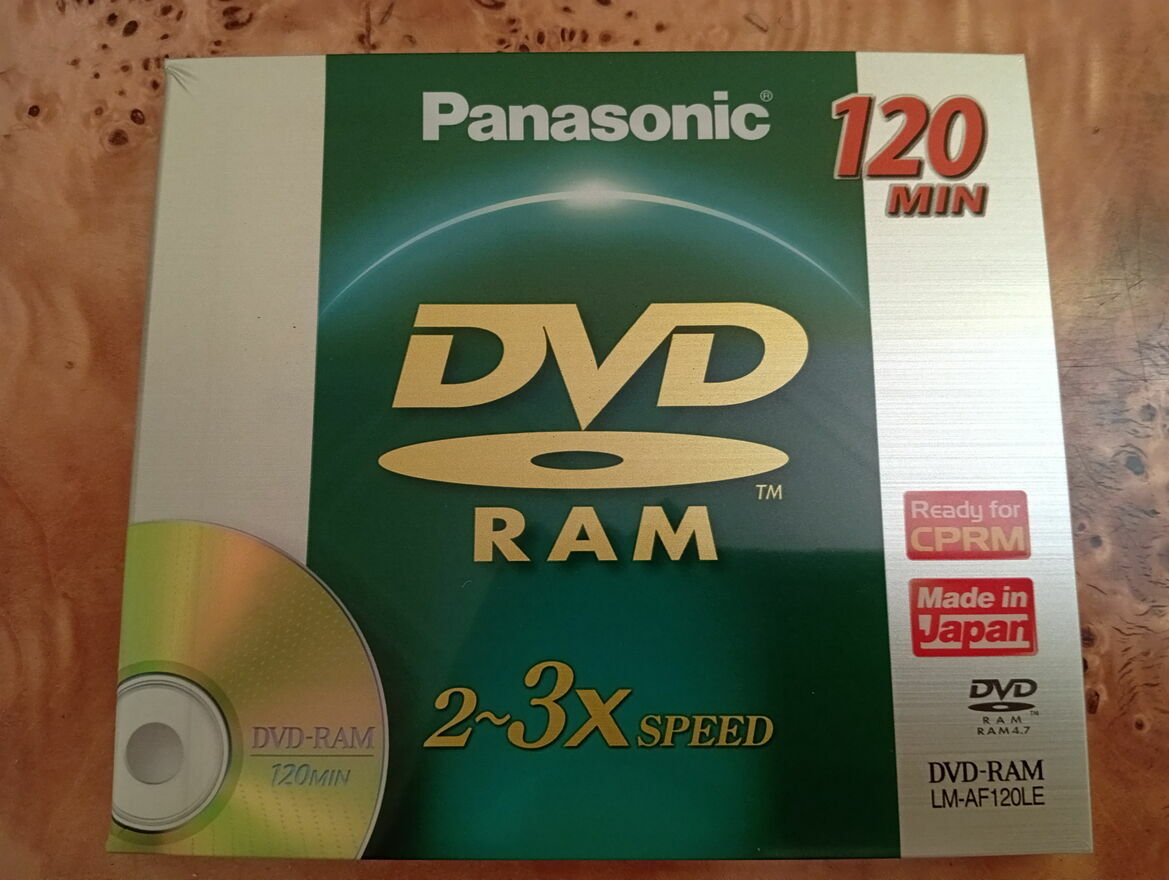 Panasonic®
120
MIN
DVD
™
RAM
2~3x SPEED
DVD-RAM
120MIN
Ready for
CPRM
Made in
Japan
DVD
RAM™
RAM4.7
DVD-RAM
LM-AF120LE